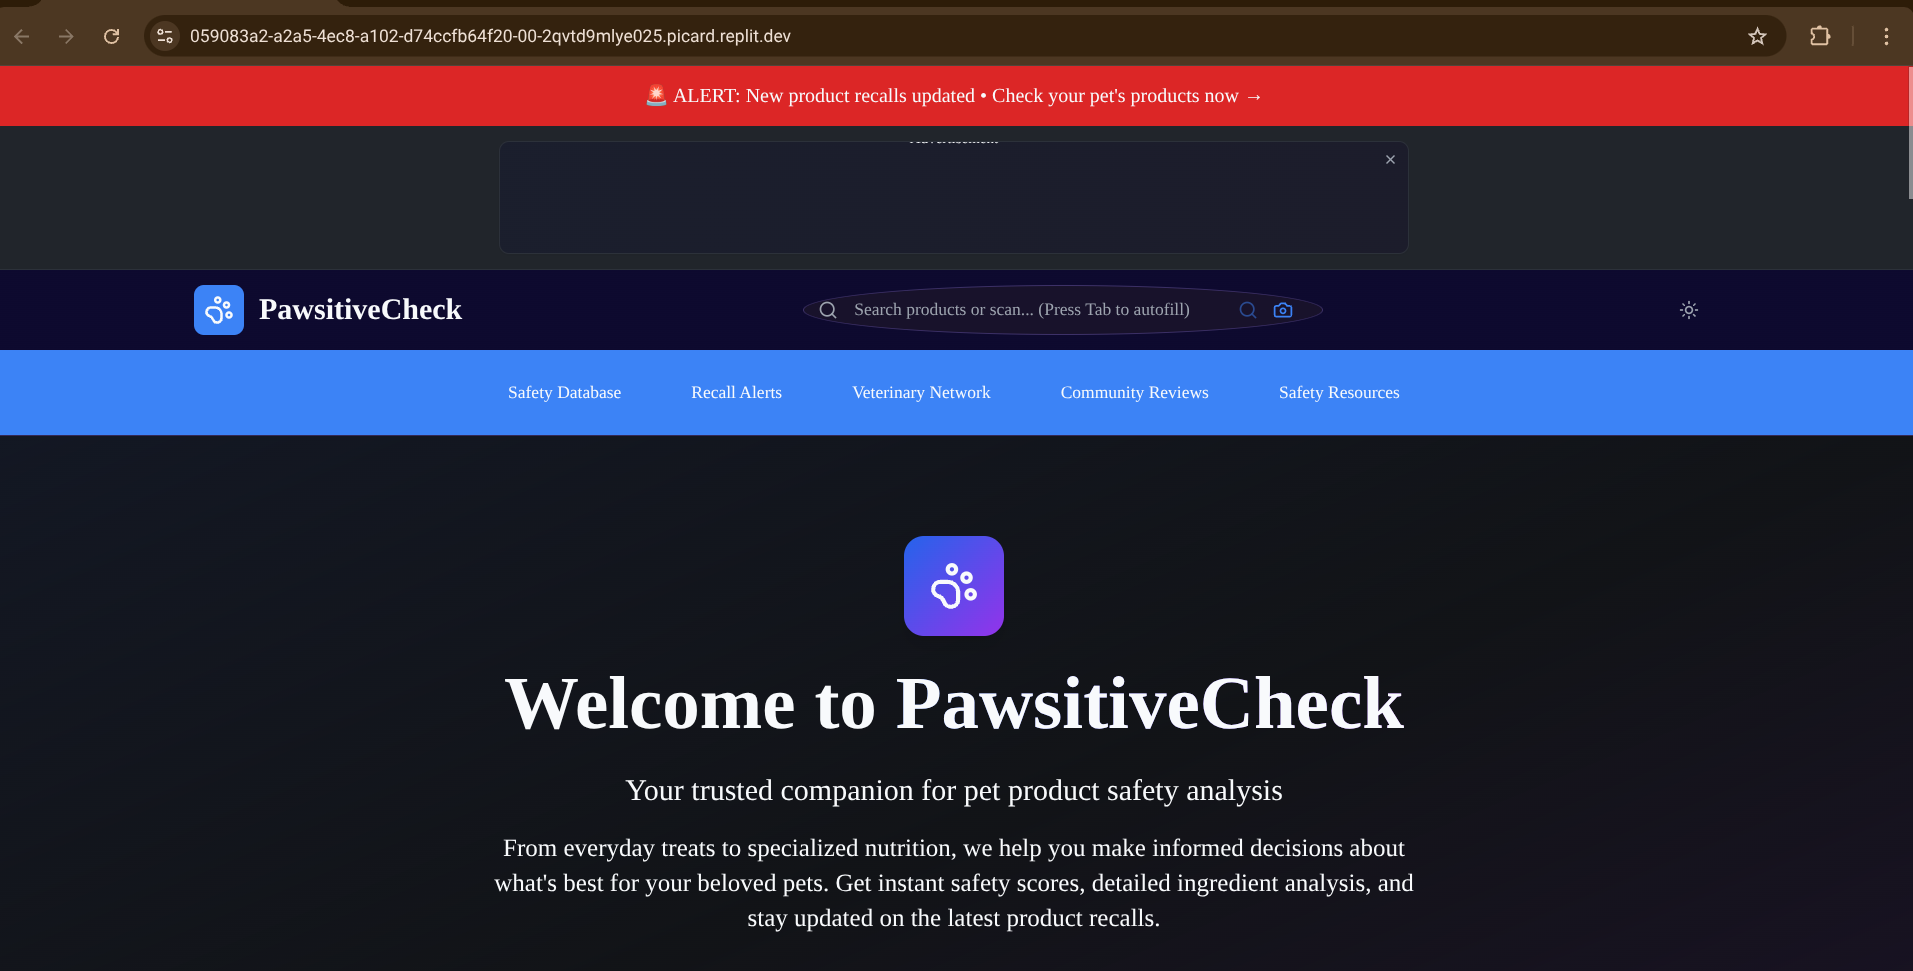 059083a2-a2a5-4ec8-a102-d74ccfb64f20-00-2qvtd9mlye025.picard.replit.dev
🚨 ALERT: New product recalls updated • Check your pet's products now →
PawsitiveCheck
Search products or scan... (Press Tab to autofill)
Safety Database Recall Alerts Veterinary Network Community Reviews Safety Resources
Welcome to PawsitiveCheck
Your trusted companion for pet product safety analysis
From everyday treats to specialized nutrition, we help you make informed decisions about
what's best for your beloved pets. Get instant safety scores, detailed ingredient analysis, and
stay updated on the latest product recalls.